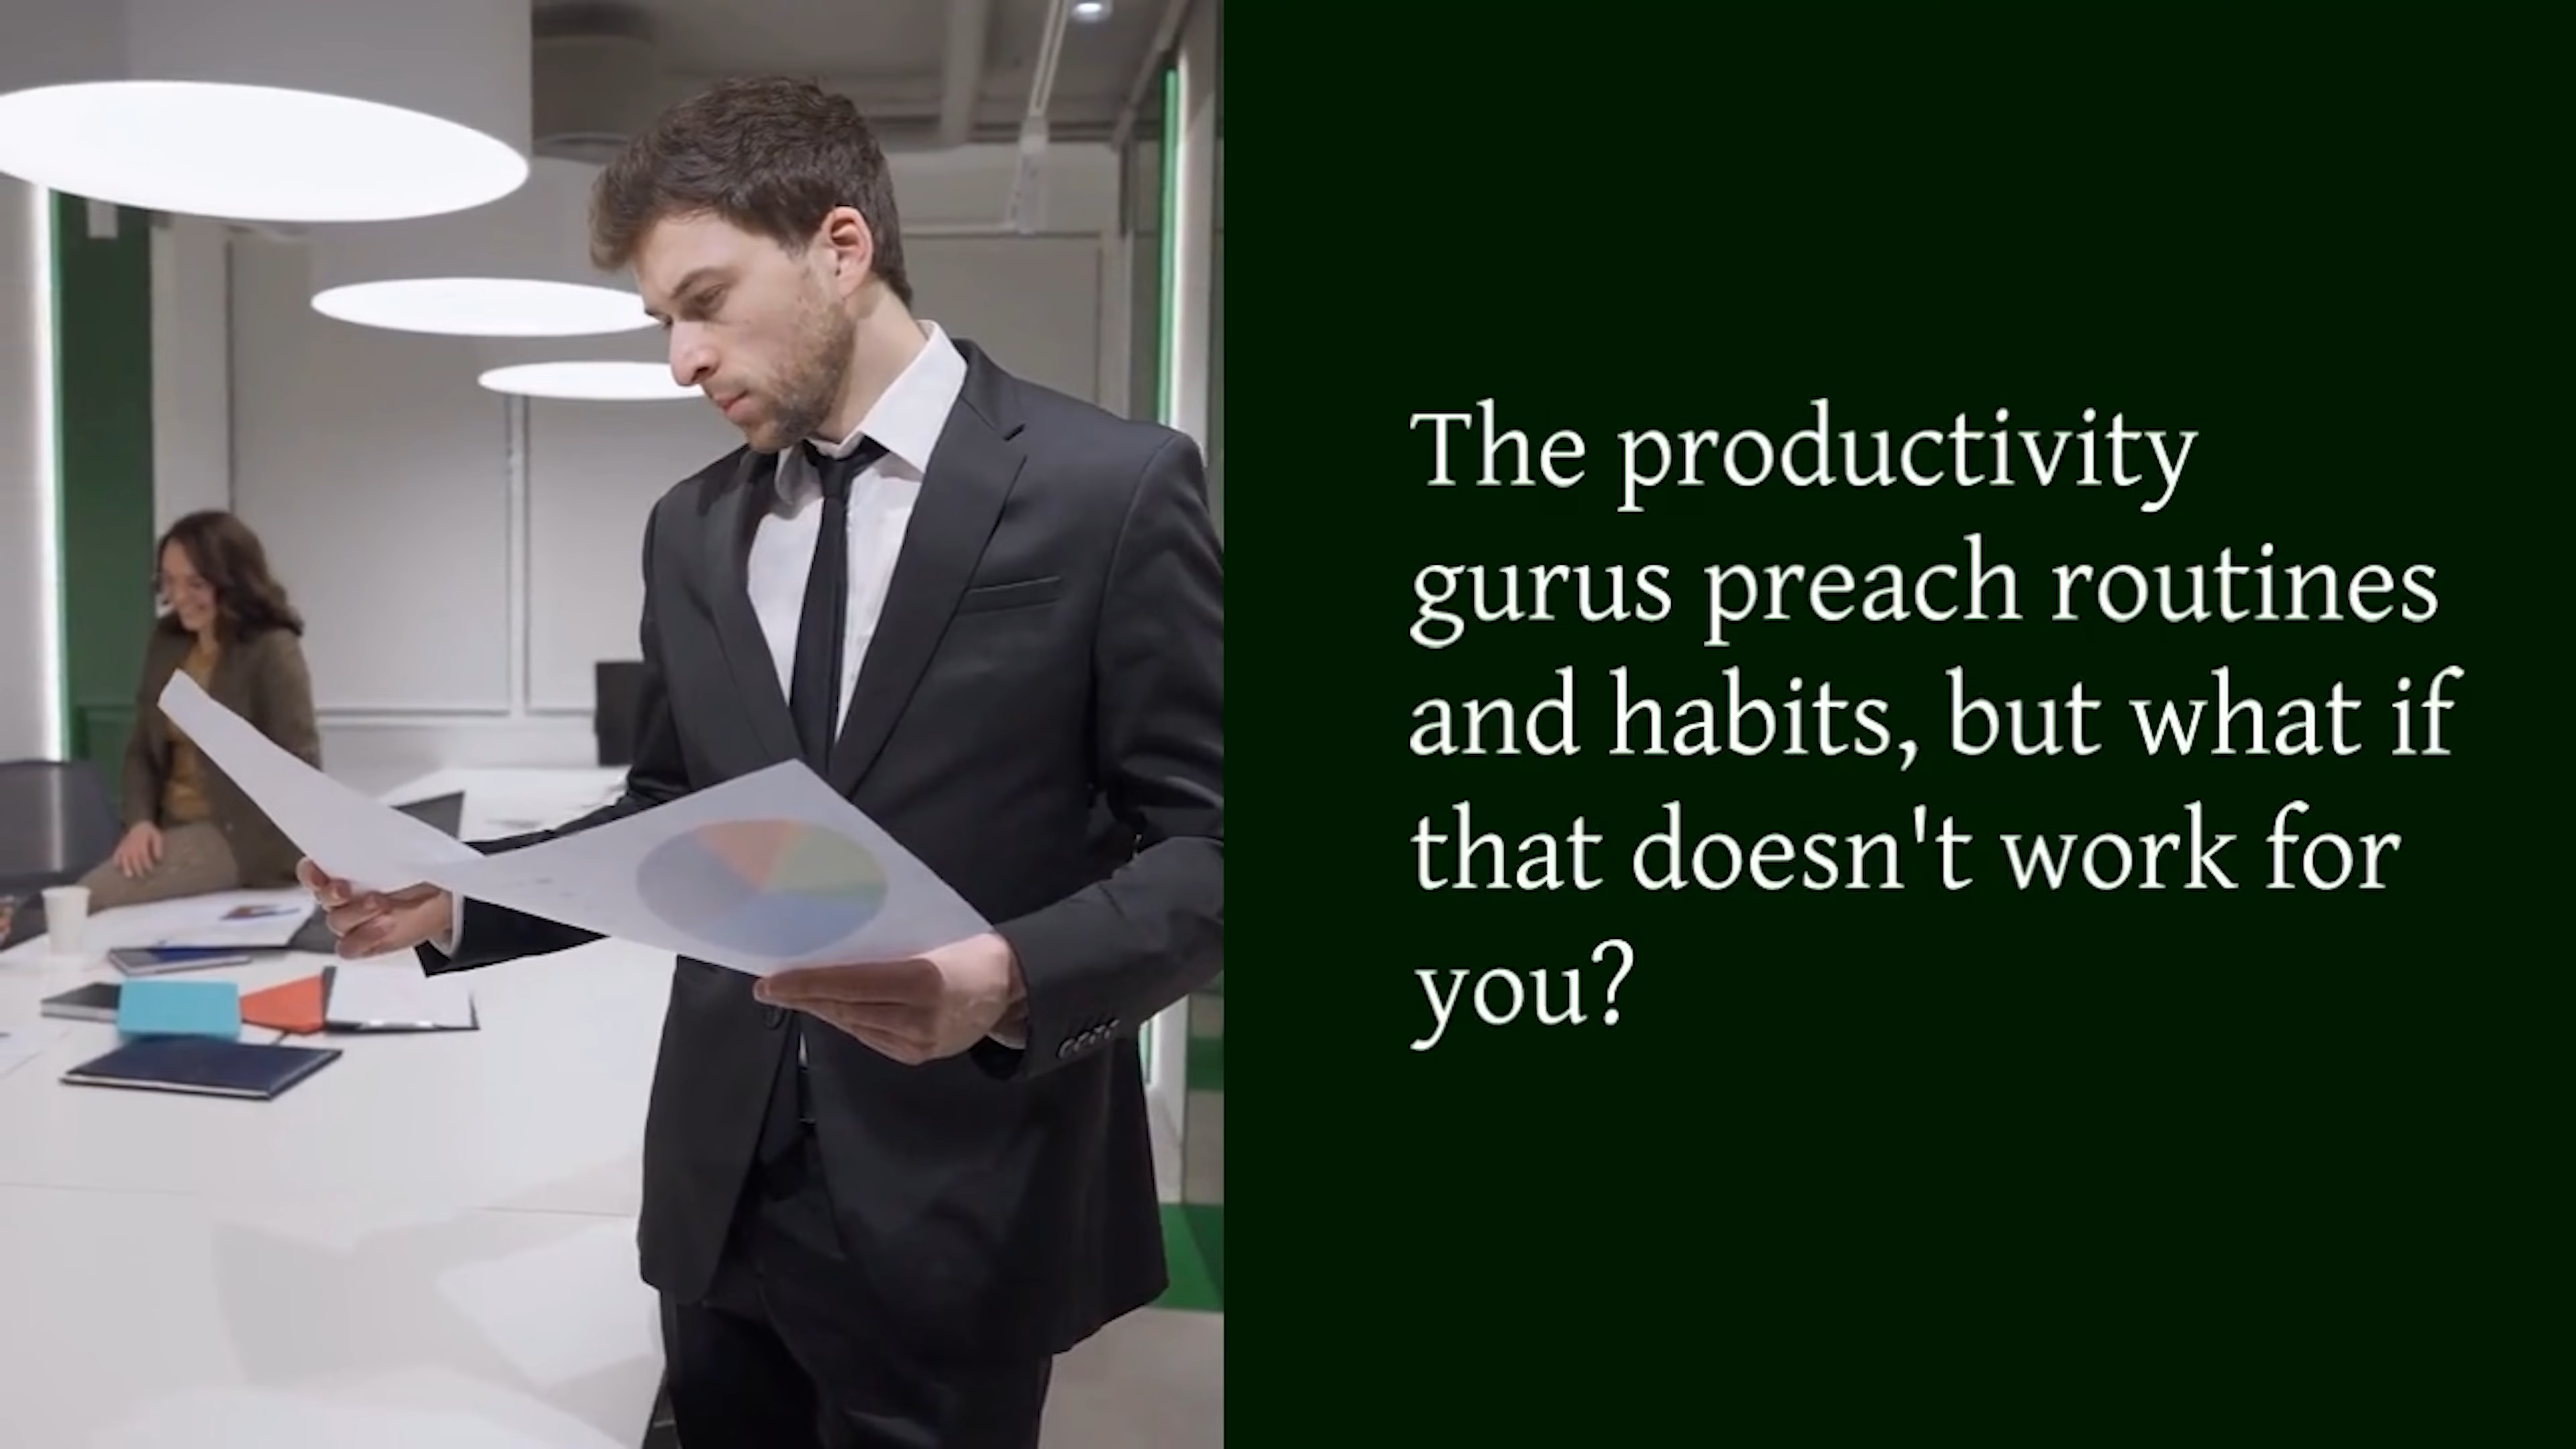 The productivity
gurus preach routines
and habits, but what if
that doesn't work for
you?